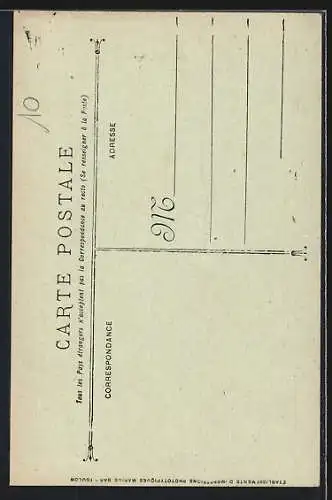 10 -
CARTE POSTALE
Tous les Pays étrangers n'acceptent pas la Correspondance au recto (Se renseigner à la Poste)
CORRESPONDANCE
ADRESSE
M
ÉTABLISSEMENTS D'IMPRESSIONS PHOTOTYPIQUES MARIUS BAR - TOULON